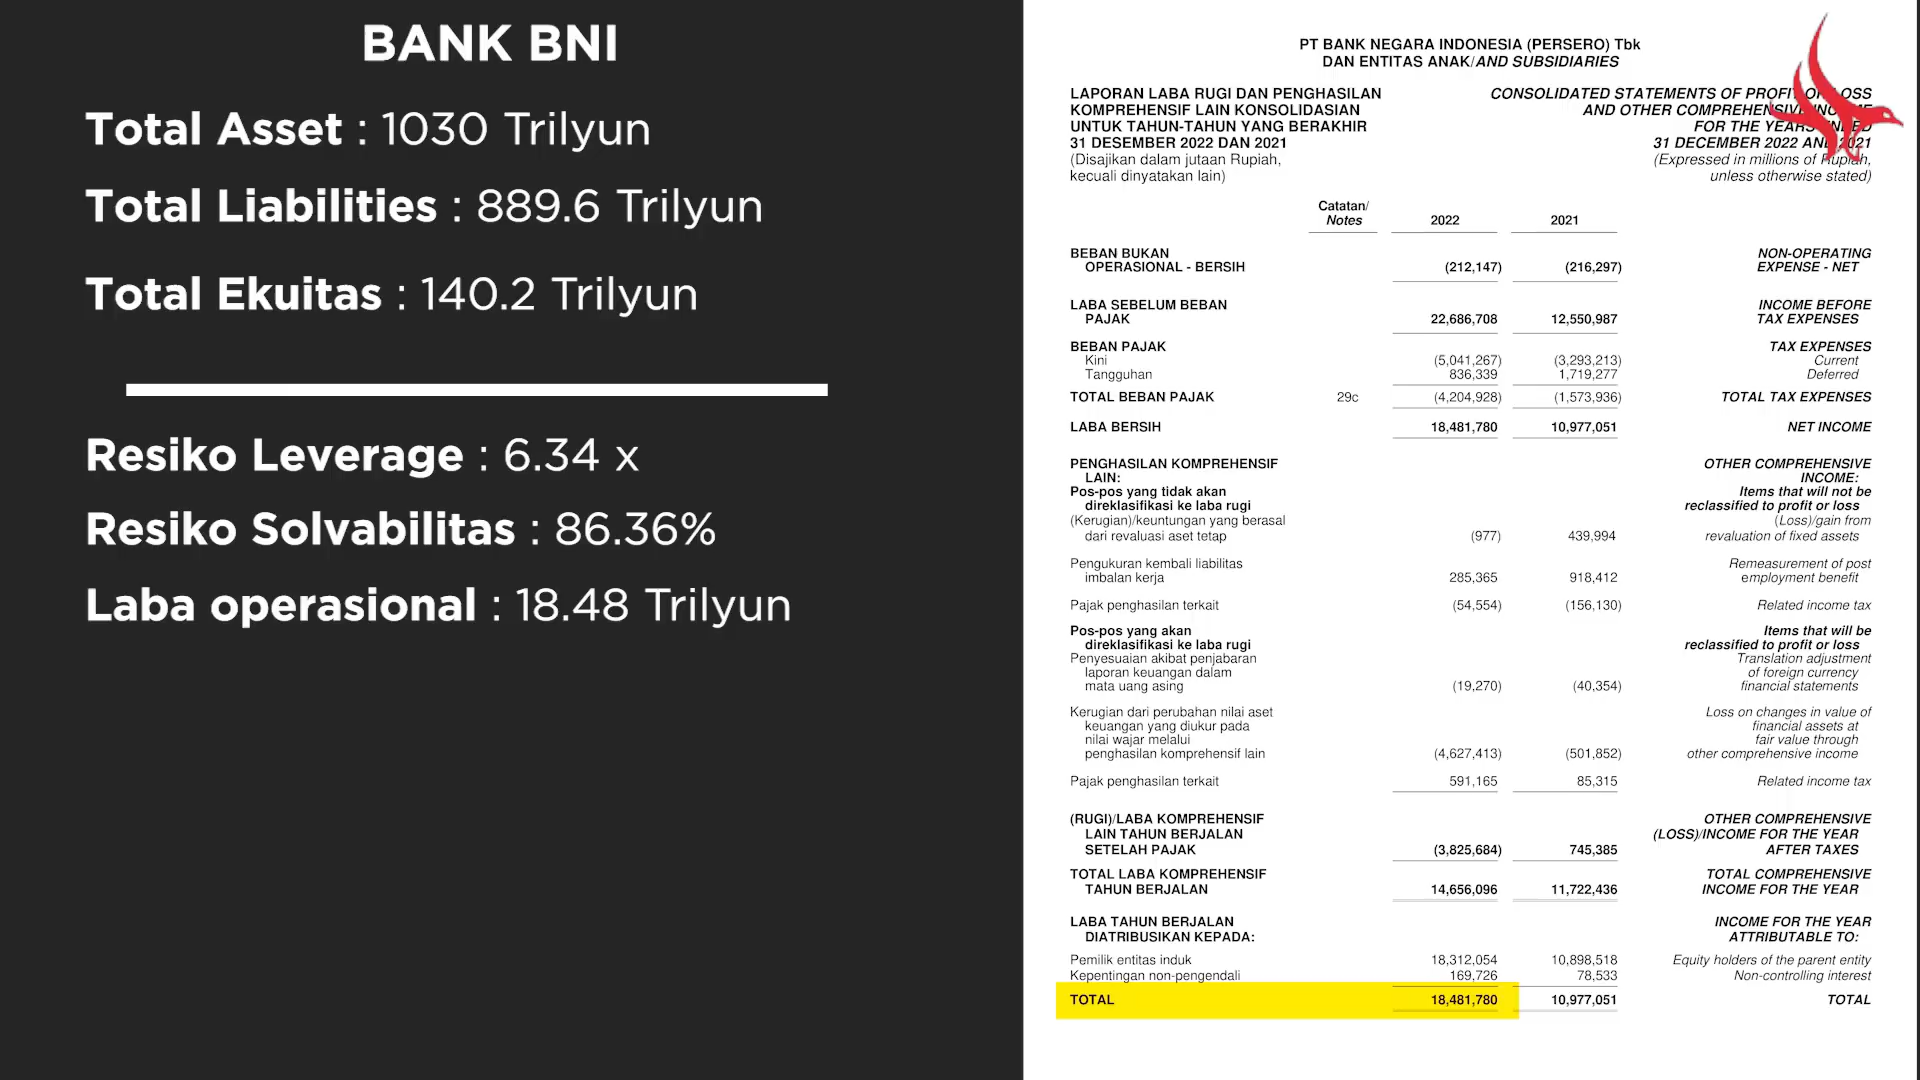 BANK BNI
Total Asset : 1030 Trilyun
Total Liabilities : 889.6 Trilyun
Total Ekuitas : 140.2 Trilyun
Resiko Leverage : 6.34 x
Resiko Solvabilitas : 86.36%
Laba operasional : 18.48 Trilyun
PT BANK NEGARA INDONESIA (PERSERO) Tbk
DAN ENTITAS ANAK/AND SUBSIDIARIES
LAPORAN LABA RUGI DAN PENGHASILAN
KOMPREHENSIF LAIN KONSOLIDASIAN
UNTUK TAHUN-TAHUN YANG BERAKHIR
31 DESEMBER 2022 DAN 2021
(Disajikan dalam jutaan Rupiah,
kecuali dinyatakan lain)
CONSOLIDATED STATEMENTS OF PROFIT OR LOSS
AND OTHER COMPREHENSIVE INCOME
FOR THE YEARS ENDED
31 DECEMBER 2022 AND 2021
(Expressed in millions of Rupiah,
unless otherwise stated)
Catatan/
Notes 2022 2021
BEBAN BUKAN NON-OPERATING
OPERASIONAL - BERSIH (212,147) (216,297) EXPENSE - NET
LABA SEBELUM BEBAN INCOME BEFORE
PAJAK 22,686,708 12,550,987 TAX EXPENSES
BEBAN PAJAK TAX EXPENSES
Kini (5,041,267) (3,293,213) Current
Tangguhan 836,339 1,719,277 Deferred
TOTAL BEBAN PAJAK 29c (4,204,928) (1,573,936) TOTAL TAX EXPENSES
LABA BERSIH 18,481,780 10,977,051 NET INCOME
PENGHASILAN KOMPREHENSIF OTHER COMPREHENSIVE
LAIN: INCOME:
Pos-pos yang tidak akan Items that will not be
direklasifikasi ke laba rugi reclassified to profit or loss
(Kerugian)/keuntungan yang berasal (Loss)/gain from
dari revaluasi aset tetap (977) 439,994 revaluation of fixed assets
Pengukuran kembali liabilitas Remeasurement of post
imbalan kerja 285,365 918,412 employment benefit
Pajak penghasilan terkait (54,554) (156,130) Related income tax
Pos-pos yang akan Items that will be
direklasifikasi ke laba rugi reclassified to profit or loss
Penyesuaian akibat penjabaran Translation adjustment
laporan keuangan dalam of foreign currency
mata uang asing (19,270) (40,354) financial statements
Kerugian dari perubahan nilai aset Loss on changes in value of
keuangan yang diukur pada financial assets at
nilai wajar melalui fair value through
penghasilan komprehensif lain (4,627,413) (501,852) other comprehensive income
Pajak penghasilan terkait 591,165 85,315 Related income tax
(RUGI)/LABA KOMPREHENSIF OTHER COMPREHENSIVE
LAIN TAHUN BERJALAN (LOSS)/INCOME FOR THE YEAR
SETELAH PAJAK (3,825,684) 745,385 AFTER TAXES
TOTAL LABA KOMPREHENSIF TOTAL COMPREHENSIVE
TAHUN BERJALAN 14,656,096 11,722,436 INCOME FOR THE YEAR
LABA TAHUN BERJALAN INCOME FOR THE YEAR
DIATRIBUSIKAN KEPADA: ATTRIBUTABLE TO:
Pemilik entitas induk 18,312,054 10,898,518 Equity holders of the parent entity
Kepentingan non-pengendali 169,726 78,533 Non-controlling interest
TOTAL 18,481,780 10,977,051 TOTAL